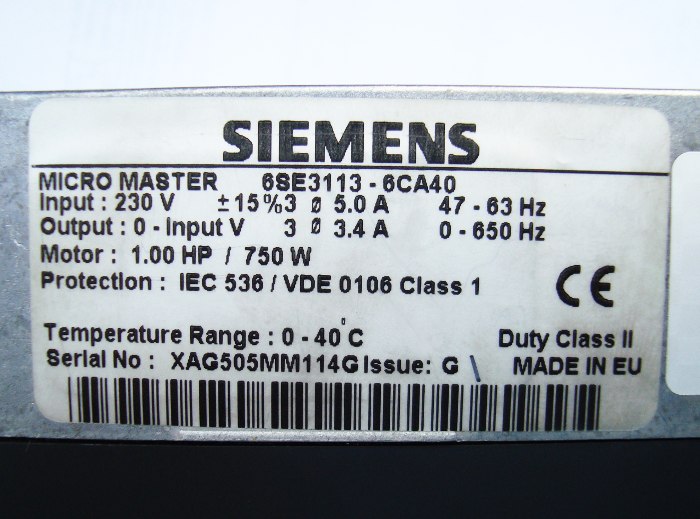 SIEMENS
MICRO MASTER 6SE3113 - 6CA40
Input : 230 V ±15%3 ø 5.0 A 47 - 63 Hz
Output : 0 - Input V 3 ø 3.4 A 0 - 650 Hz
Motor : 1.00 HP / 750 W
Protection : IEC 536 / VDE 0106 Class 1
CE
Temperature Range : 0 - 40°C Duty Class II
Serial No : XAG505MM114G Issue: G \ MADE IN EU